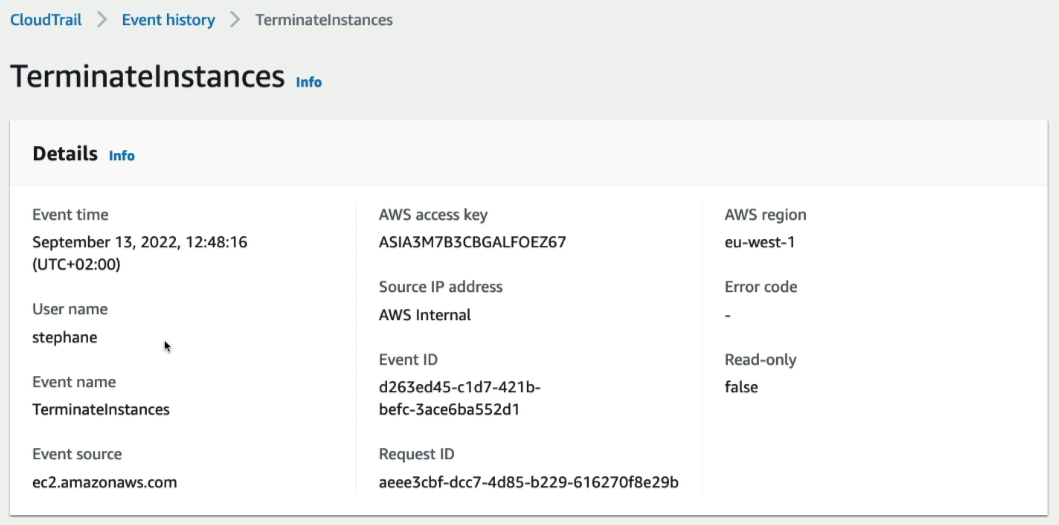 CloudTrail > Event history > TerminateInstances
TerminateInstances Info
Details Info
Event time
September 13, 2022, 12:48:16
(UTC+02:00)
User name
stephane
Event name
TerminateInstances
Event source
ec2.amazonaws.com
AWS access key
ASIA3M7B3CBGALFOEZ67
Source IP address
AWS Internal
Event ID
d263ed45-c1d7-421b-
befc-3ace6ba552d1
Request ID
aeee3cbf-dcc7-4d85-b229-616270f8e29b
AWS region
eu-west-1
Error code
-
Read-only
false